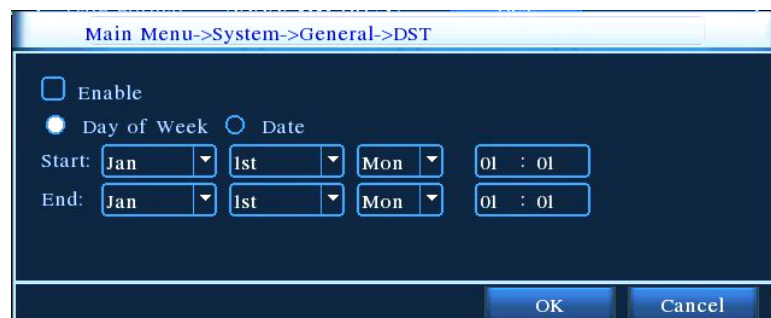 Main Menu->System->General->DST
Enable
Day of Week Date
Start: Jan 1st Mon 01 : 01
End: Jan 1st Mon 01 : 01
OK Cancel